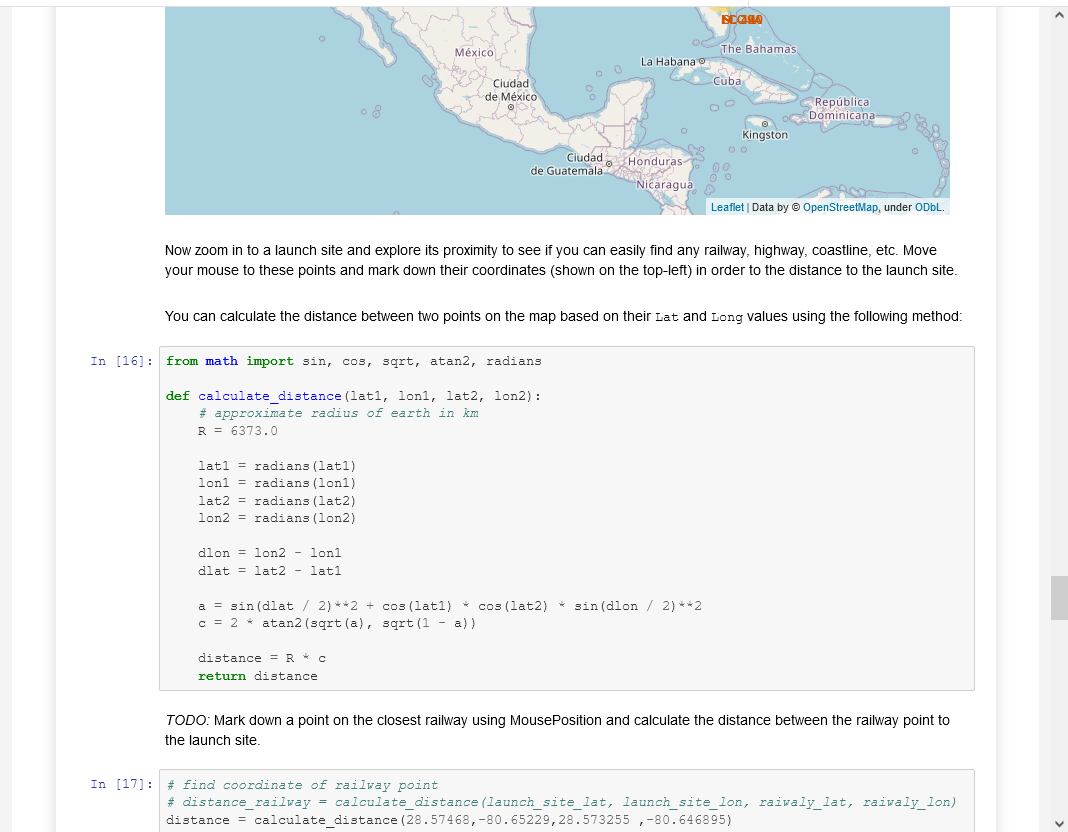 México
La Habana
The Bahamas
Cuba
Ciudad
de México
República
Dominicana
Kingston
Ciudad
de Guatemala
Honduras
Nicaragua
Leaflet | Data by © OpenStreetMap, under ODbL.
Now zoom in to a launch site and explore its proximity to see if you can easily find any railway, highway, coastline, etc. Move
your mouse to these points and mark down their coordinates (shown on the top-left) in order to the distance to the launch site.
You can calculate the distance between two points on the map based on their Lat and Long values using the following method:
In [16]: from math import sin, cos, sqrt, atan2, radians
def calculate_distance(lat1, lon1, lat2, lon2):
# approximate radius of earth in km
R = 6373.0
lat1 = radians(lat1)
lon1 = radians(lon1)
lat2 = radians(lat2)
lon2 = radians(lon2)
dlon = lon2 - lon1
dlat = lat2 - lat1
a = sin(dlat / 2)**2 + cos(lat1) * cos(lat2) * sin(dlon / 2)**2
c = 2 * atan2(sqrt(a), sqrt(1 - a))
distance = R * c
return distance
TODO: Mark down a point on the closest railway using MousePosition and calculate the distance between the railway point to
the launch site.
In [17]: # find coordinate of railway point
# distance_railway = calculate_distance(launch_site_lat, launch_site_lon, raiwaly_lat, raiwaly_lon)
distance = calculate_distance(28.57468,-80.65229,28.573255 ,-80.646895)